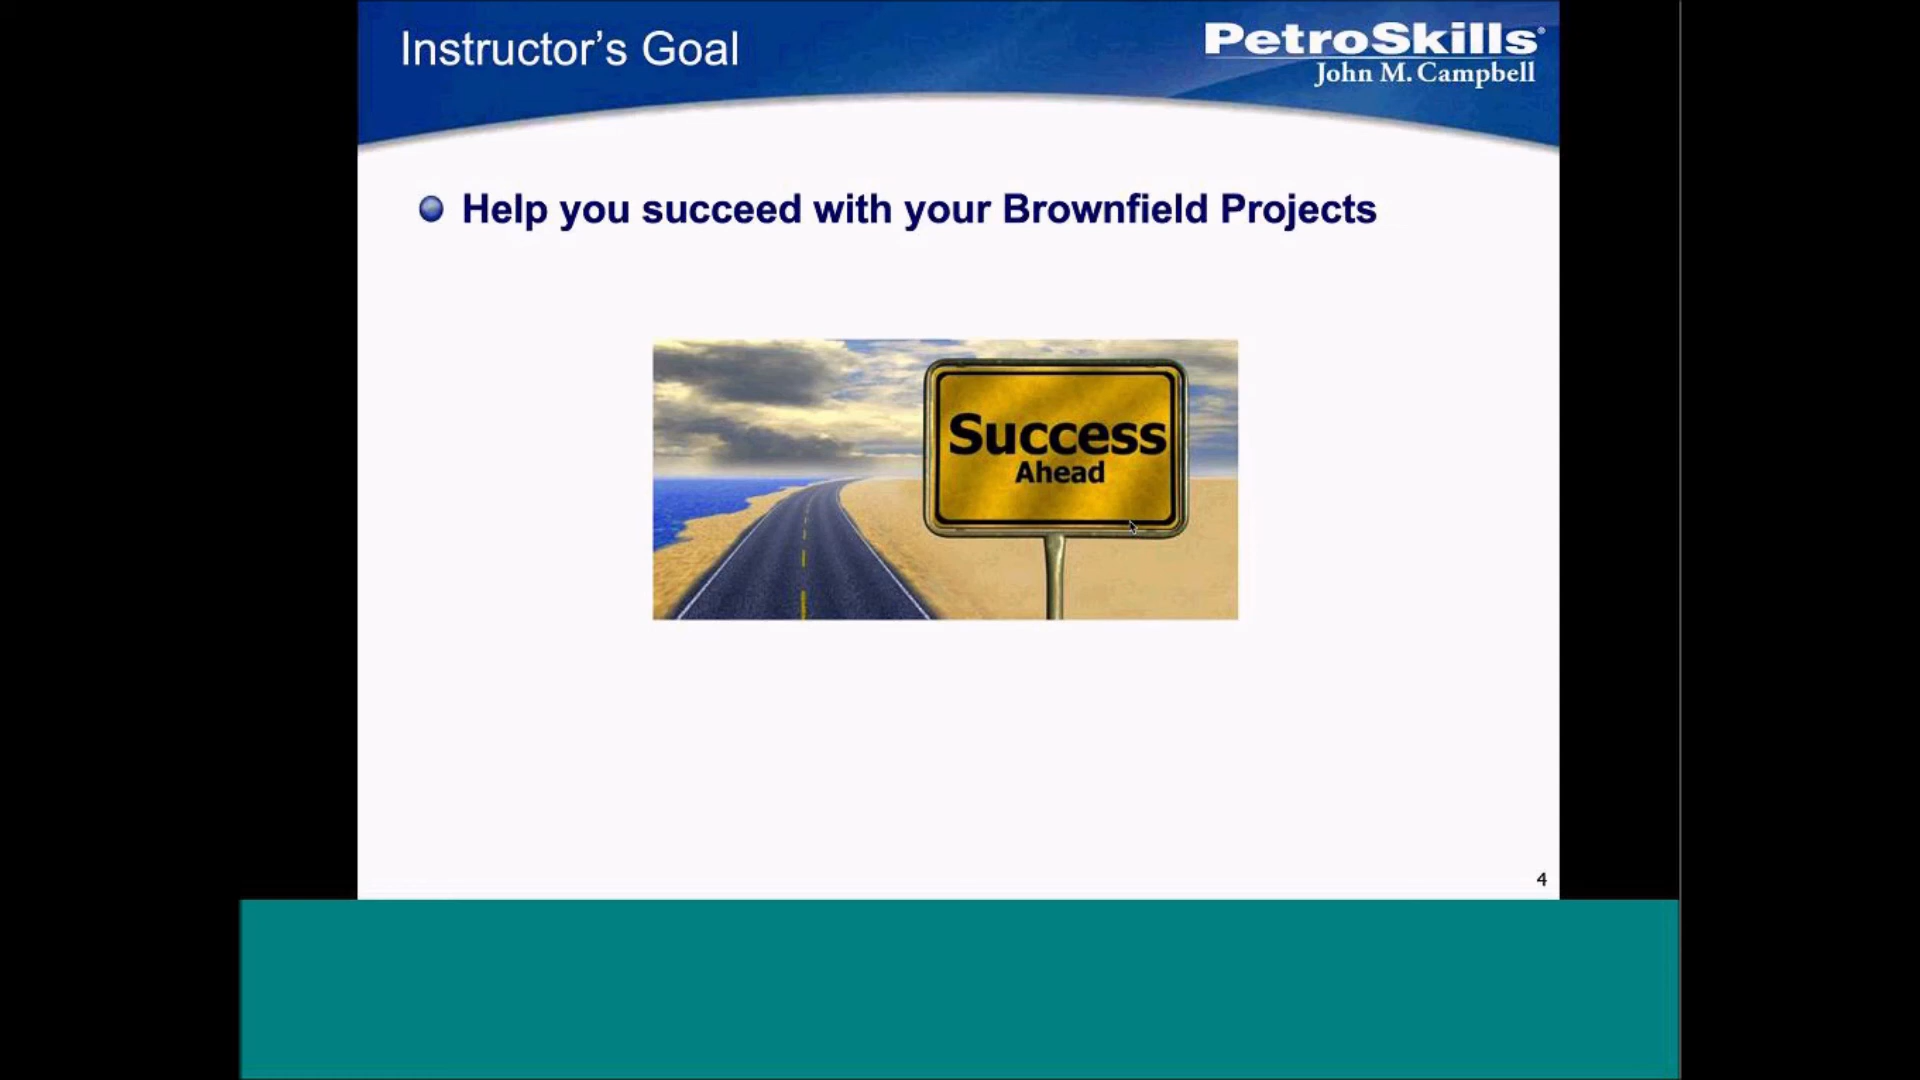 Instructor’s Goal
PetroSkills®
John M. Campbell
Help you succeed with your Brownfield Projects
Success
Ahead
4